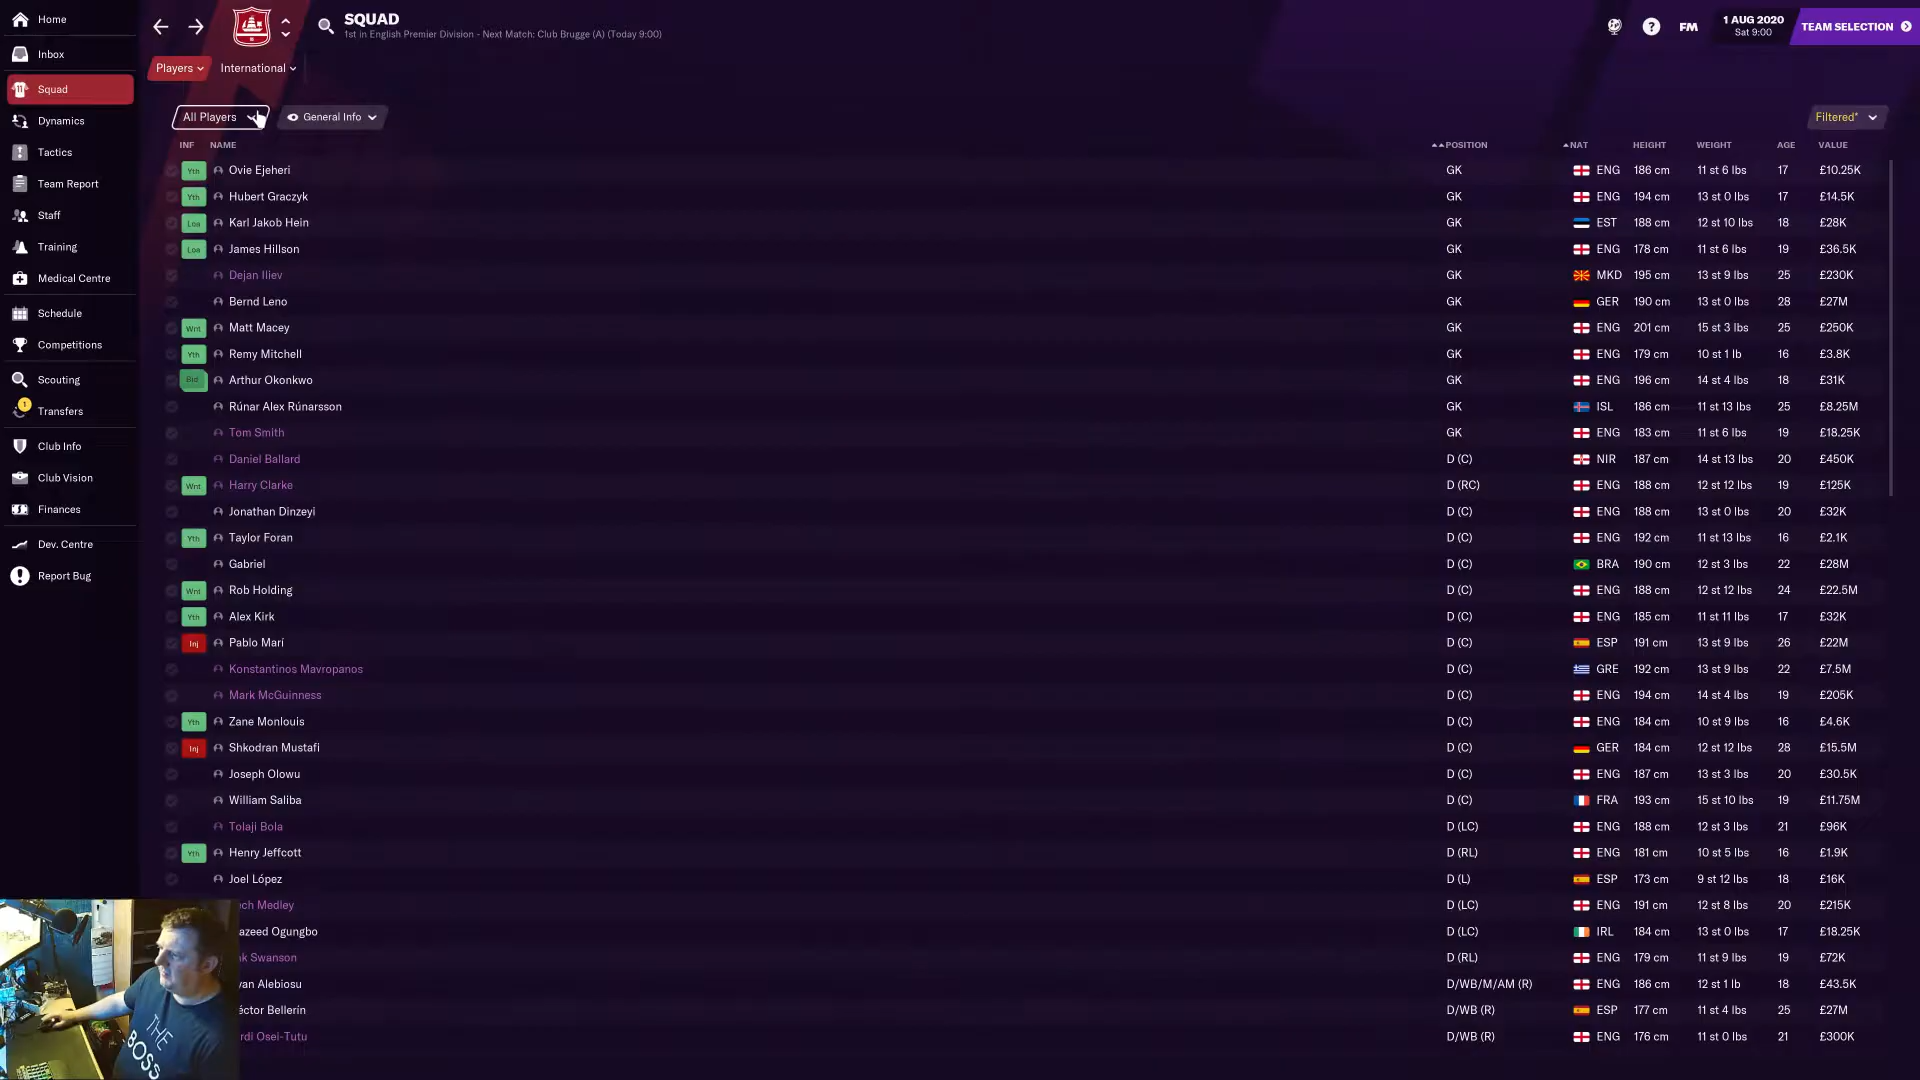 Home
Inbox
Squad
Dynamics
Tactics
Team Report
Staff
Training
Medical Centre
Schedule
Competitions
Scouting
1
Transfers
Club Info
Club Vision
Finances
Dev. Centre
Report Bug
SQUAD
1st in English Premier Division - Next Match: Club Brugge (A) (Today 9:00)
FM
1 AUG 2020
Sat 9:00
TEAM SELECTION
Players
International
All Players
General Info
Filtered*
INF NAME POSITION NAT HEIGHT WEIGHT AGE VALUE
Yth Ovie Ejeheri GK ENG 186 cm 11 st 6 lbs 17 £10.25K
Yth Hubert Graczyk GK ENG 194 cm 13 st 0 lbs 17 £14.5K
Loa Karl Jakob Hein GK EST 188 cm 12 st 10 lbs 18 £28K
Loa James Hillson GK ENG 178 cm 11 st 6 lbs 19 £36.5K
Dejan Iliev GK MKD 195 cm 13 st 9 lbs 25 £230K
Bernd Leno GK GER 190 cm 13 st 0 lbs 28 £27M
Wnt Matt Macey GK ENG 201 cm 15 st 3 lbs 25 £250K
Yth Remy Mitchell GK ENG 179 cm 10 st 1 lb 16 £3.8K
Bid Arthur Okonkwo GK ENG 196 cm 14 st 4 lbs 18 £31K
Rúnar Alex Rúnarsson GK ISL 186 cm 11 st 13 lbs 25 £8.25M
Tom Smith GK ENG 183 cm 11 st 6 lbs 19 £18.25K
Daniel Ballard D (C) NIR 187 cm 14 st 13 lbs 20 £450K
Wnt Harry Clarke D (RC) ENG 188 cm 12 st 12 lbs 19 £125K
Jonathan Dinzeyi D (C) ENG 188 cm 13 st 0 lbs 20 £32K
Yth Taylor Foran D (C) ENG 192 cm 11 st 13 lbs 16 £2.1K
Gabriel D (C) BRA 190 cm 12 st 3 lbs 22 £28M
Wnt Rob Holding D (C) ENG 188 cm 12 st 12 lbs 24 £22.5M
Yth Alex Kirk D (C) ENG 185 cm 11 st 11 lbs 17 £32K
Inj Pablo Marí D (C) ESP 191 cm 13 st 9 lbs 26 £22M
Konstantinos Mavropanos D (C) GRE 192 cm 13 st 9 lbs 22 £7.5M
Mark McGuinness D (C) ENG 194 cm 14 st 4 lbs 19 £205K
Yth Zane Monlouis D (C) ENG 184 cm 10 st 9 lbs 16 £4.6K
Inj Shkodran Mustafi D (C) GER 184 cm 12 st 12 lbs 28 £15.5M
Joseph Olowu D (C) ENG 187 cm 13 st 3 lbs 20 £30.5K
William Saliba D (C) FRA 193 cm 15 st 10 lbs 19 £11.75M
Tolaji Bola D (LC) ENG 188 cm 12 st 3 lbs 21 £96K
Yth Henry Jeffcott D (RL) ENG 181 cm 10 st 5 lbs 16 £1.9K
Joel López D (L) ESP 173 cm 9 st 12 lbs 18 £16K
ech Medley D (LC) ENG 191 cm 12 st 8 lbs 20 £215K
azeed Ogungbo D (LC) IRL 184 cm 13 st 0 lbs 17 £18.25K
k Swanson D (RL) ENG 179 cm 11 st 9 lbs 19 £72K
yan Alebiosu D/WB/M/AM (R) ENG 186 cm 12 st 1 lb 18 £43.5K
éctor Bellerín D/WB (R) ESP 177 cm 11 st 4 lbs 25 £27M
rdi Osei-Tutu D/WB (R) ENG 176 cm 11 st 0 lbs 21 £300K
THE
BOSS